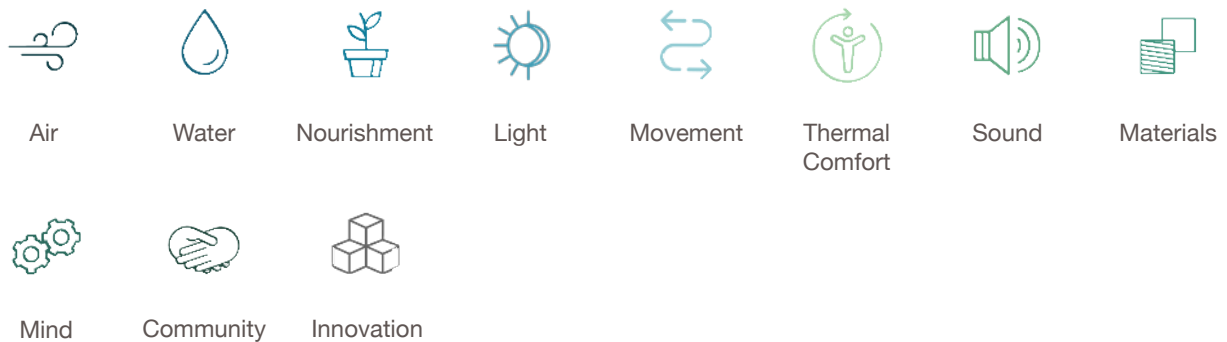 Air
Water
Nourishment
Light
Movement
Thermal
Comfort
Sound
Materials
Mind
Community
Innovation